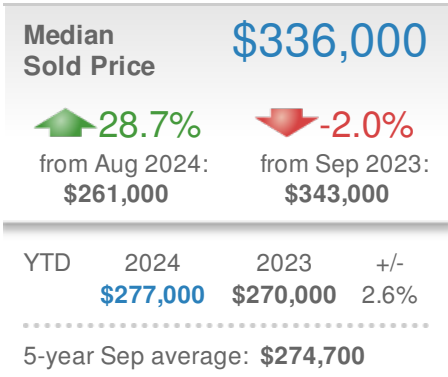 Median $336,000
Sold Price
28.7% -2.0%
from Aug 2024: from Sep 2023:
$261,000 $343,000
YTD 2024 2023 +/-
$277,000 $270,000 2.6%
5-year Sep average: $274,700